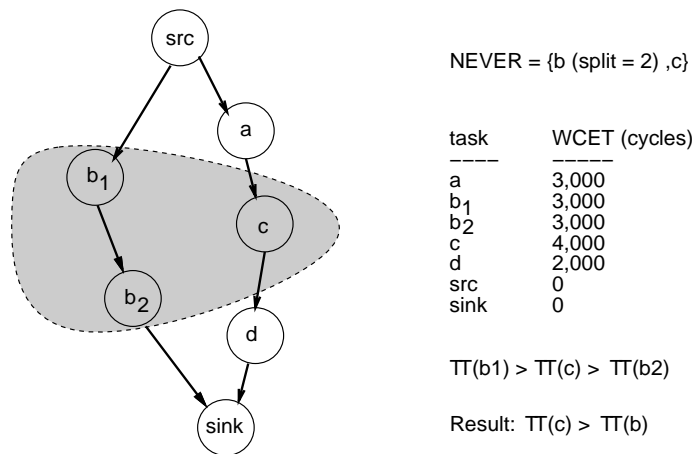 src
NEVER = {b (split = 2) ,c}
a
task WCET (cycles)
---- -----
b1
a 3,000
b1 3,000
b2 3,000
c
c 4,000
d 2,000
src 0
sink 0
b2
d
TT(b1) > TT(c) > TT(b2)
sink
Result: TT(c) > TT(b)